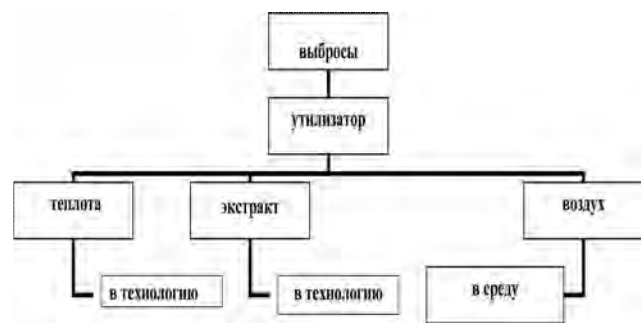 выбросы
утилизатор
теплота
экстракт
воздух
в технологию
в технологию
в среду